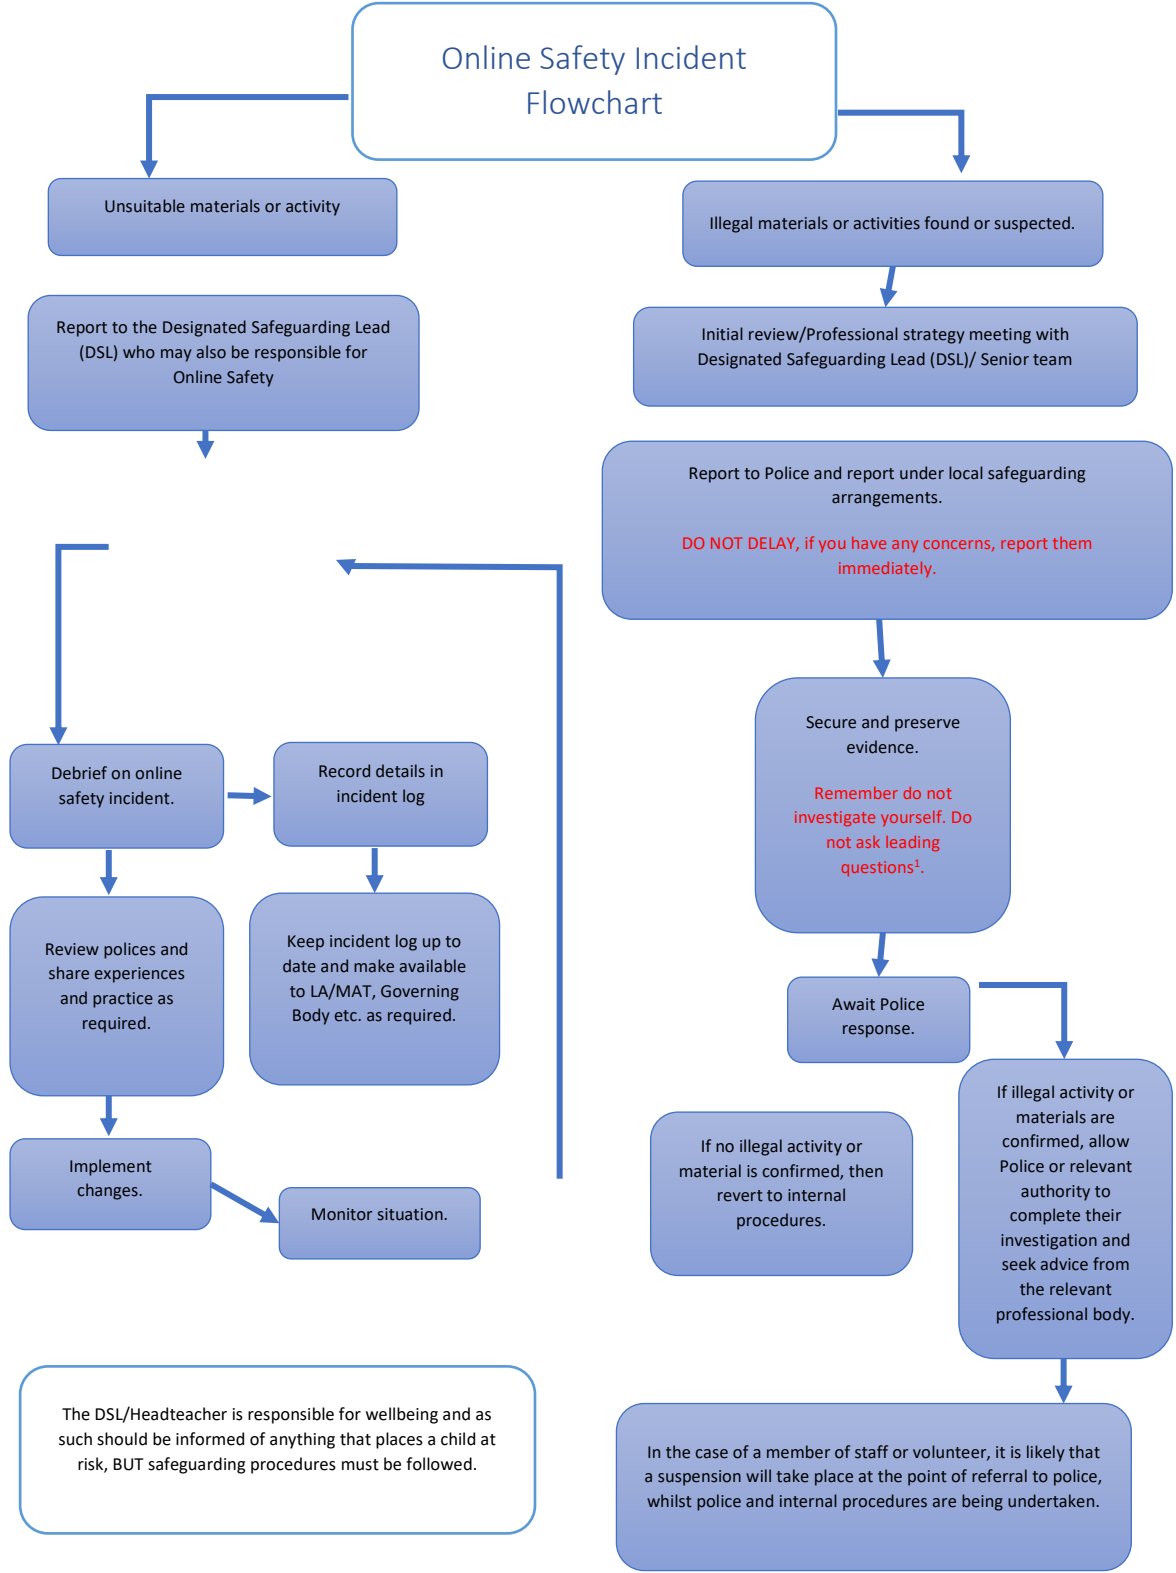 Online Safety Incident
Flowchart
Unsuitable materials or activity
Report to the Designated Safeguarding Lead
(DSL) who may also be responsible for
Online Safety
Debrief on online
safety incident.
Record details in
incident log
Review polices and
share experiences
and practice as
required.
Keep incident log up to
date and make available
to LA/MAT, Governing
Body etc. as required.
Implement
changes.
Monitor situation.
The DSL/Headteacher is responsible for wellbeing and as
such should be informed of anything that places a child at
risk, BUT safeguarding procedures must be followed.
Illegal materials or activities found or suspected.
Initial review/Professional strategy meeting with
Designated Safeguarding Lead (DSL)/ Senior team
Report to Police and report under local safeguarding
arrangements.
DO NOT DELAY, if you have any concerns, report them
immediately.
Secure and preserve
evidence.
Remember do not
investigate yourself. Do
not ask leading
questions¹.
Await Police
response.
If no illegal activity or
material is confirmed, then
revert to internal
procedures.
If illegal activity or
materials are
confirmed, allow
Police or relevant
authority to
complete their
investigation and
seek advice from
the relevant
professional body.
In the case of a member of staff or volunteer, it is likely that
a suspension will take place at the point of referral to police,
whilst police and internal procedures are being undertaken.